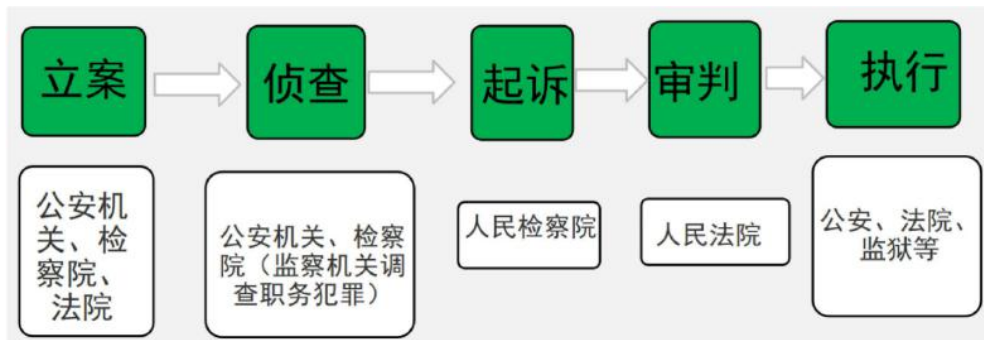 立案
侦查
起诉
审判
执行
公安机
关、检
察院、
法院
公安机关、检察
院（监察机关调
查职务犯罪）
人民检察院
人民法院
公安、法院、
监狱等